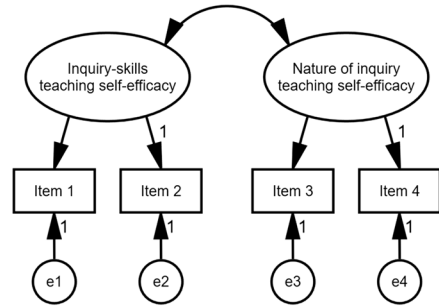 Inquiry-skills
teaching self-efficacy
Nature of inquiry
teaching self-efficacy
1
1
Item 1
Item 2
Item 3
Item 4
1
1
1
1
e1
e2
e3
e4